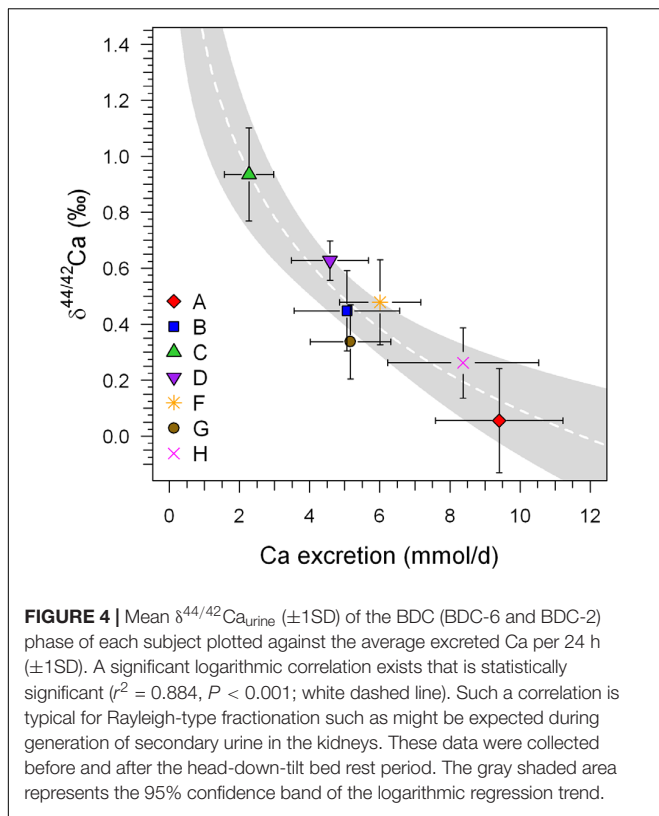 1.4
1.2
1.0
0.8
0.6
0.4
0.2
0.0
δ44/42Ca (‰)
A
B
C
D
F
G
H
0 2 4 6 8 10 12
Ca excretion (mmol/d)
FIGURE 4 | Mean δ44/42Caurine (±1SD) of the BDC (BDC-6 and BDC-2)
phase of each subject plotted against the average excreted Ca per 24 h
(±1SD). A significant logarithmic correlation exists that is statistically
significant (r2 = 0.884, P < 0.001; white dashed line). Such a correlation is
typical for Rayleigh-type fractionation such as might be expected during
generation of secondary urine in the kidneys. These data were collected
before and after the head-down-tilt bed rest period. The gray shaded area
represents the 95% confidence band of the logarithmic regression trend.